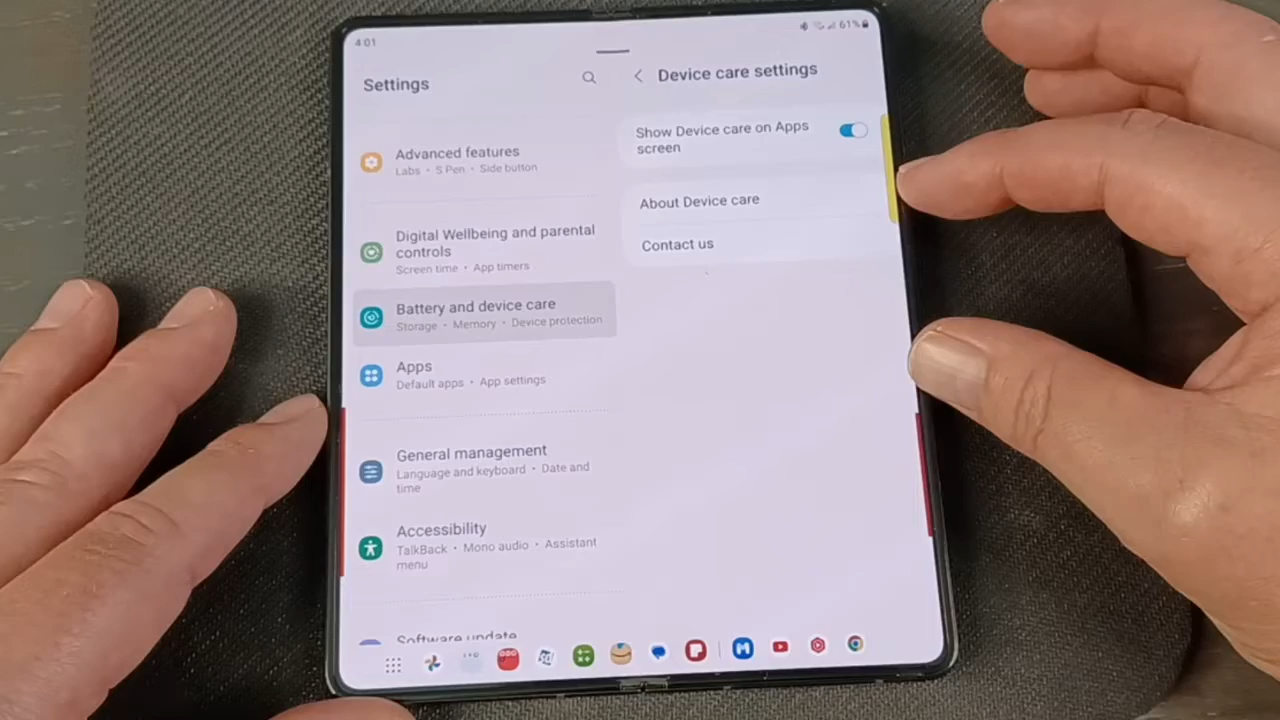 4:01
61%
Settings
Advanced features
Labs • S Pen • Side button
Digital Wellbeing and parental
controls
Screen time • App timers
Battery and device care
Storage • Memory • Device protection
Apps
Default apps • App settings
General management
Language and keyboard • Date and
time
Accessibility
TalkBack • Mono audio • Assistant
menu
Software update
Device care settings
Show Device care on Apps
screen
About Device care
Contact us